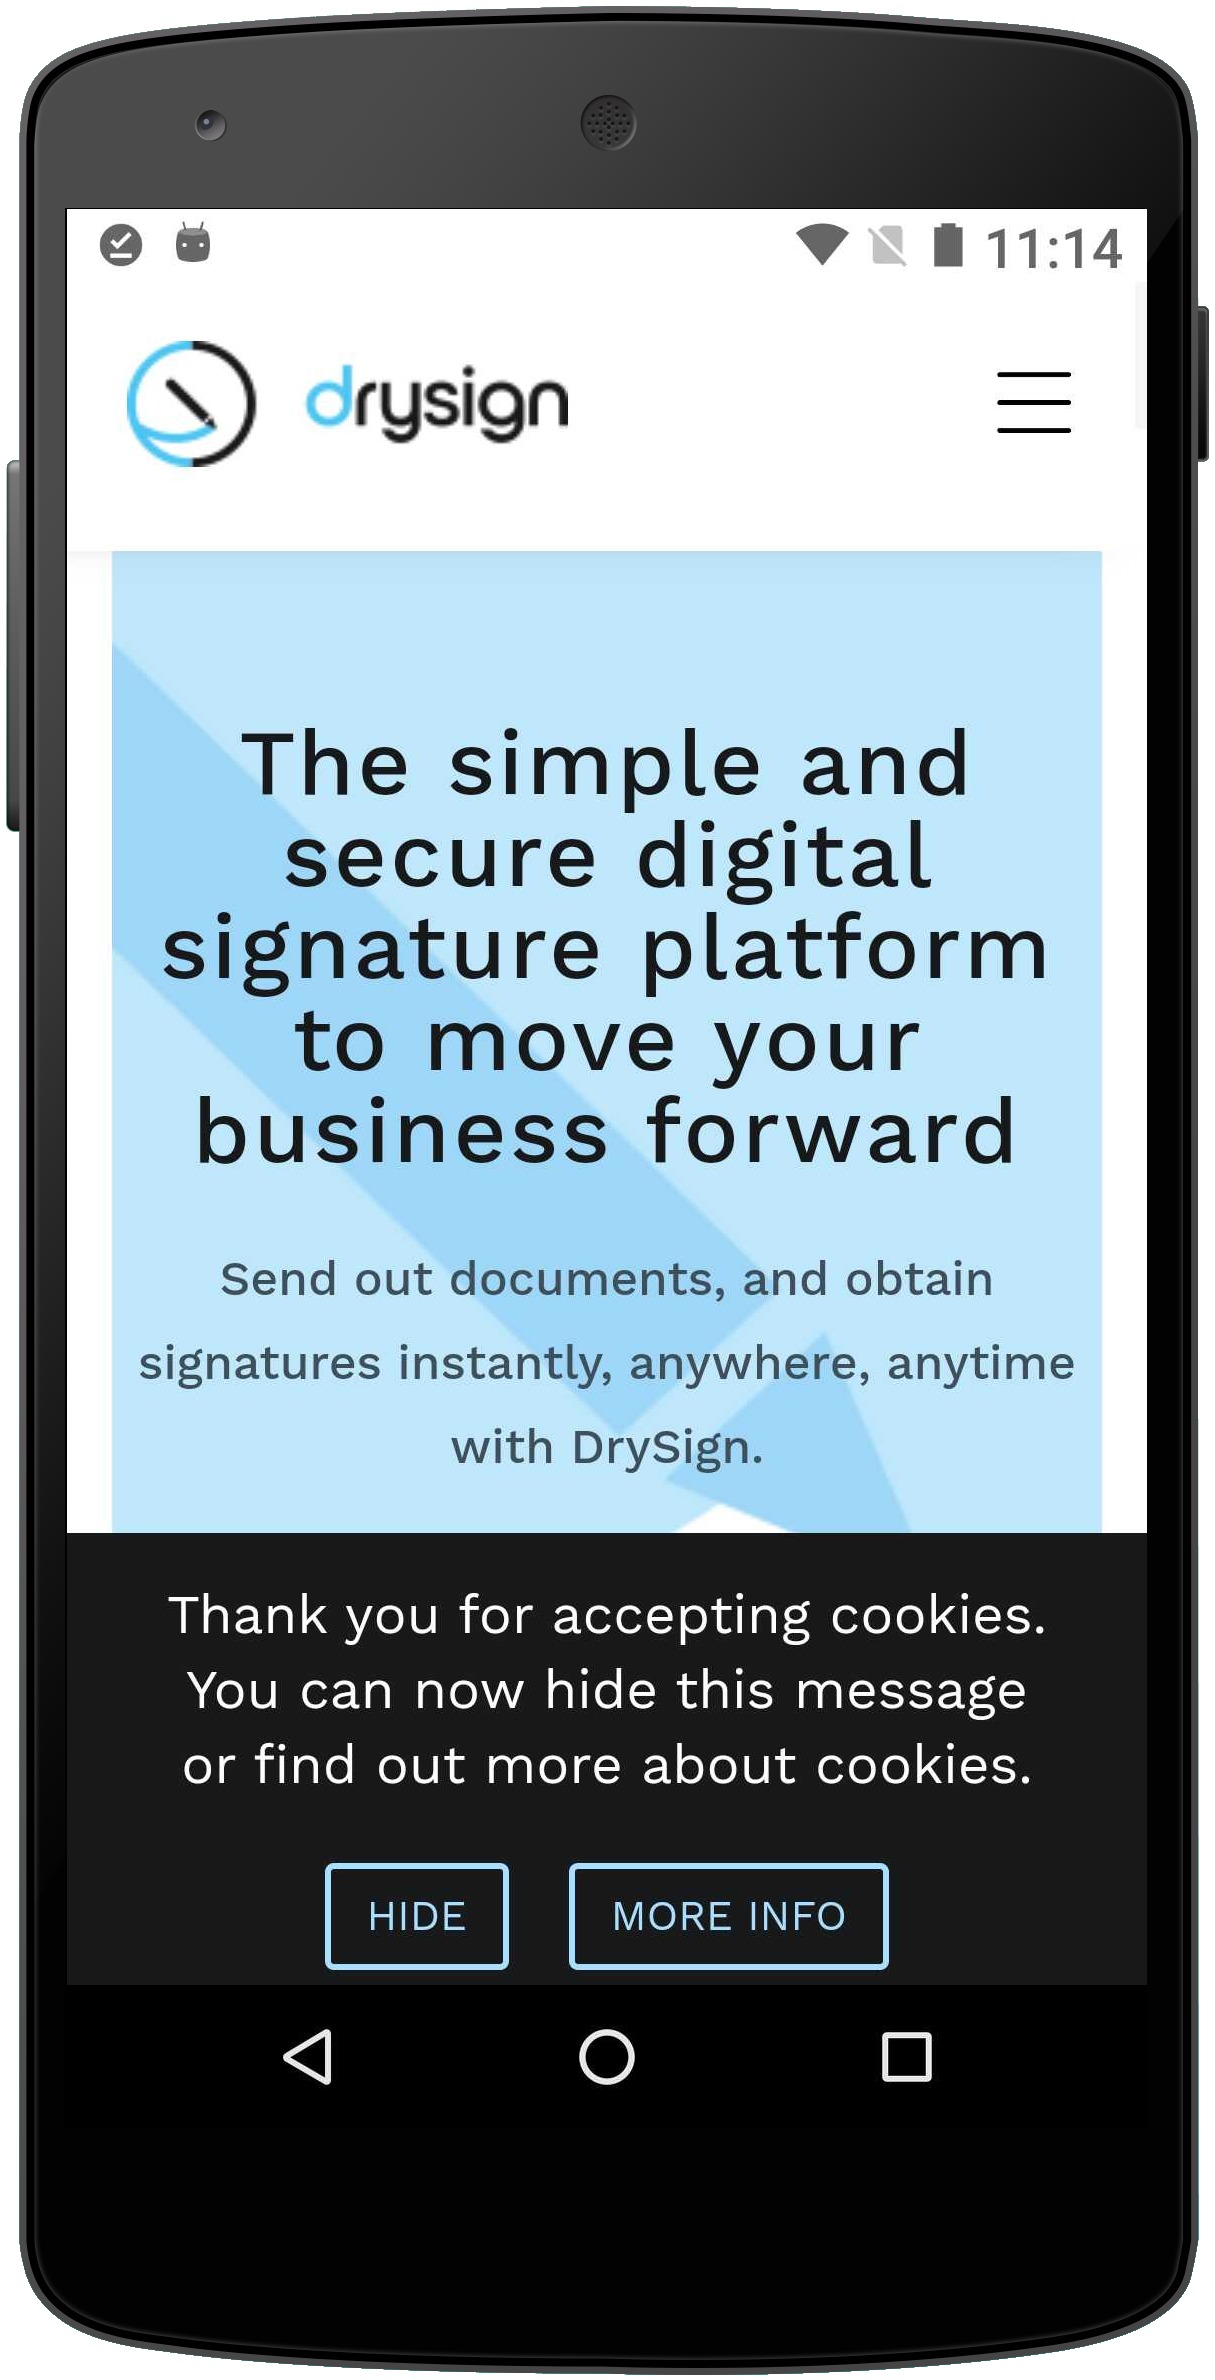 11:14
drysign
The simple and
secure digital
signature platform
to move your
business forward
Send out documents, and obtain
signatures instantly, anywhere, anytime
with DrySign.
Thank you for accepting cookies.
You can now hide this message
or find out more about cookies.
HIDE MORE INFO